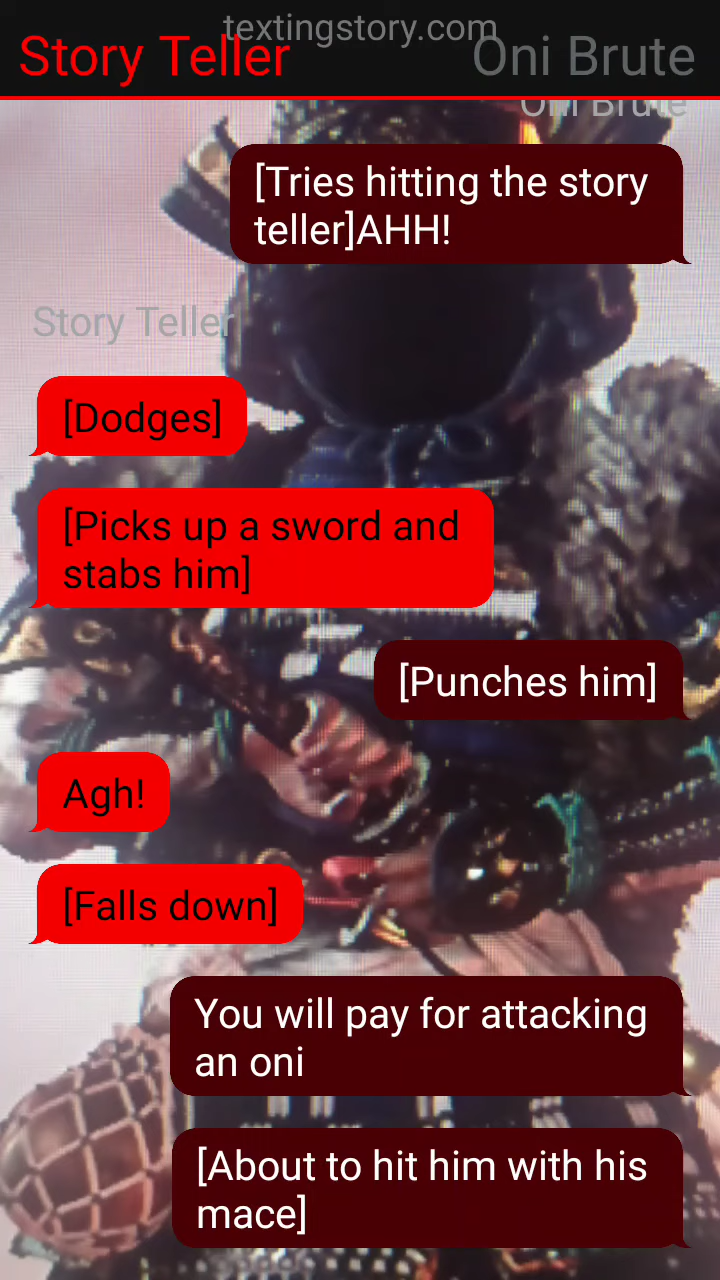 textingstory.com
Story Teller
Oni Brute
Oni Brute
[Tries hitting the story
teller]AHH!
Story Teller
[Dodges]
[Picks up a sword and
stabs him]
[Punches him]
Agh!
[Falls down]
You will pay for attacking
an oni
[About to hit him with his
mace]